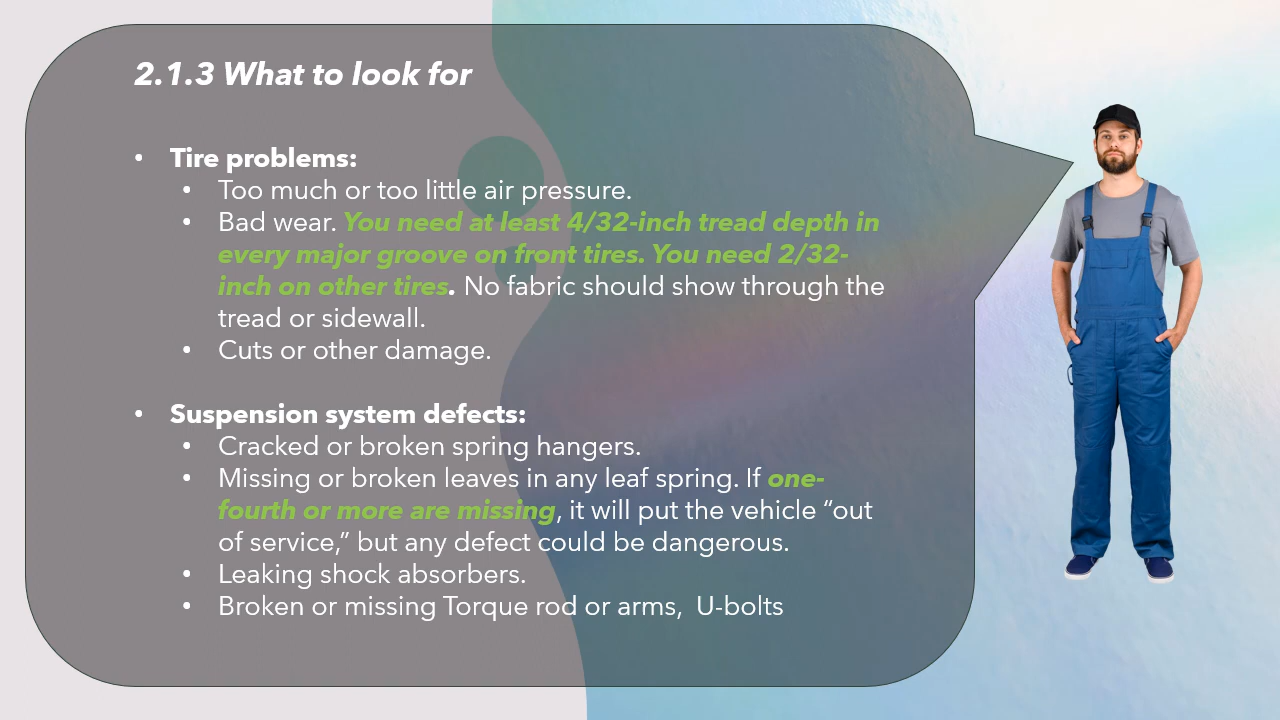 2.1.3 What to look for
• Tire problems:
• Too much or too little air pressure.
• Bad wear. You need at least 4/32-inch tread depth in
every major groove on front tires. You need 2/32-
inch on other tires. No fabric should show through the
tread or sidewall.
• Cuts or other damage.
• Suspension system defects:
• Cracked or broken spring hangers.
• Missing or broken leaves in any leaf spring. If one-
fourth or more are missing, it will put the vehicle “out
of service,” but any defect could be dangerous.
• Leaking shock absorbers.
• Broken or missing Torque rod or arms,  U-bolts